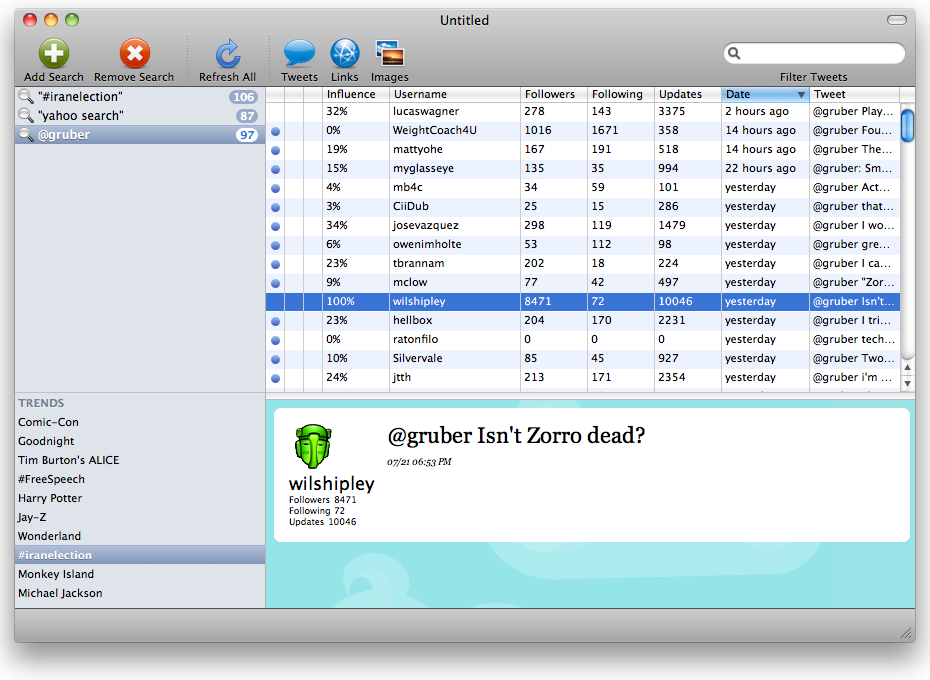 Untitled
Add Search Remove Search Refresh All Tweets Links Images Filter Tweets
"#iranelection" 106
"yahoo search" 87
@gruber 97
Influence Username Followers Following Updates Date Tweet
32% lucaswagner 278 143 3375 2 hours ago @gruber Play...
0% WeightCoach4U 1016 1671 358 14 hours ago @gruber Fou...
19% mattyohe 167 191 518 14 hours ago @gruber The...
15% myglasseye 135 35 994 22 hours ago @gruber: Sm...
4% mb4c 34 59 101 yesterday @gruber Act...
3% CiiDub 25 15 286 yesterday @gruber that...
34% josevazquez 298 119 1479 yesterday @gruber I wo...
6% owenimholte 53 112 98 yesterday @gruber gre...
23% tbrannam 202 18 224 yesterday @gruber I ca...
9% mclow 77 42 497 yesterday @gruber "Zor...
100% wilshipley 8471 72 10046 yesterday @gruber Isn't...
23% hellbox 204 170 2231 yesterday @gruber I tri...
0% ratonfilo 0 0 0 yesterday @gruber tech...
10% Silvervale 85 45 927 yesterday @gruber Two...
24% jtth 213 171 2354 yesterday @gruber i'm ...
TRENDS
Comic-Con
Goodnight
Tim Burton's ALICE
#FreeSpeech
Harry Potter
Jay-Z
Wonderland
#iranelection
Monkey Island
Michael Jackson
@gruber Isn't Zorro dead?
07/21 06:53 PM
wilshipley
Followers 8471
Following 72
Updates 10046